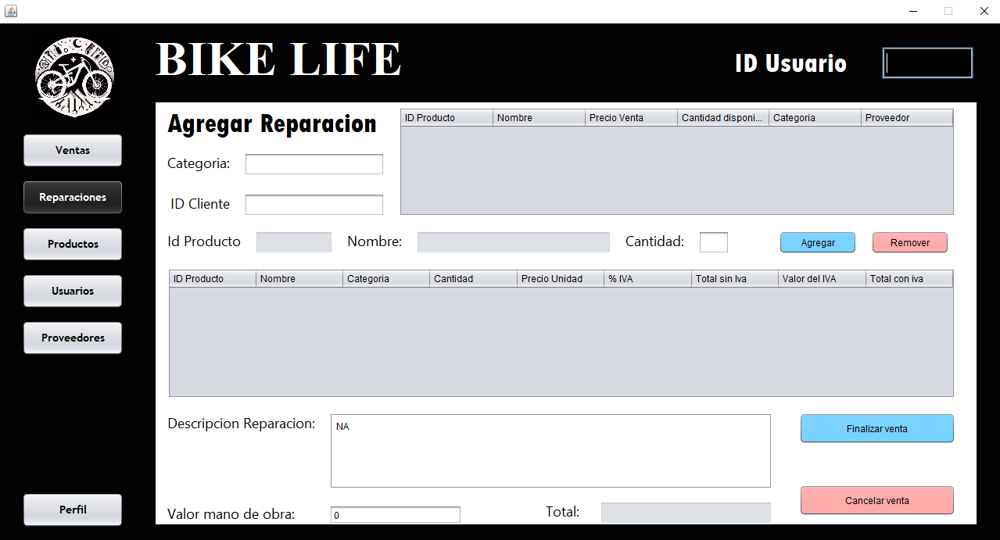 BIKE LIFE
ID Usuario
Ventas
Reparaciones
Productos
Usuarios
Proveedores
Perfil
Agregar Reparacion
Categoria:
ID Cliente
ID Producto Nombre Precio Venta Cantidad disponi... Categoria Proveedor
Id Producto Nombre: Cantidad: Agregar Remover
ID Producto Nombre Categoria Cantidad Precio Unidad % IVA Total sin Iva Valor del IVA Total con iva
Descripcion Reparacion: NA
Finalizar venta
Cancelar venta
Valor mano de obra: 0 Total: